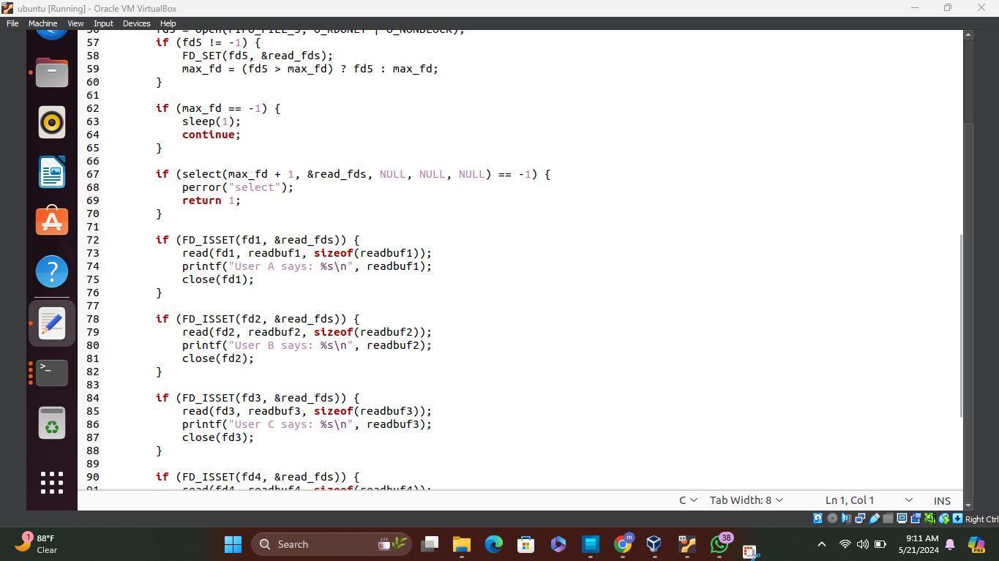 ubuntu [Running] - Oracle VM VirtualBox
File Machine View Input Devices Help
56 fd5 = open(FIFO_FILE_5, O_RDONLY | O_NONBLOCK);
57 if (fd5 != -1) {
58 FD_SET(fd5, &read_fds);
59 max_fd = (fd5 > max_fd) ? fd5 : max_fd;
60 }
61
62 if (max_fd == -1) {
63 sleep(1);
64 continue;
65 }
66
67 if (select(max_fd + 1, &read_fds, NULL, NULL, NULL) == -1) {
68 perror("select");
69 return 1;
70 }
71
72 if (FD_ISSET(fd1, &read_fds)) {
73 read(fd1, readbuf1, sizeof(readbuf1));
74 printf("User A says: %s\n", readbuf1);
75 close(fd1);
76 }
77
78 if (FD_ISSET(fd2, &read_fds)) {
79 read(fd2, readbuf2, sizeof(readbuf2));
80 printf("User B says: %s\n", readbuf2);
81 close(fd2);
82 }
83
84 if (FD_ISSET(fd3, &read_fds)) {
85 read(fd3, readbuf3, sizeof(readbuf3));
86 printf("User C says: %s\n", readbuf3);
87 close(fd3);
88 }
89
90 if (FD_ISSET(fd4, &read_fds)) {
91 read(fd4, readbuf4, sizeof(readbuf4));
C Tab Width: 8 Ln 1, Col 1 INS
Right Ctrl
1 88°F
Clear
Search
m
64
38
9:11 AM
5/21/2024
PRE